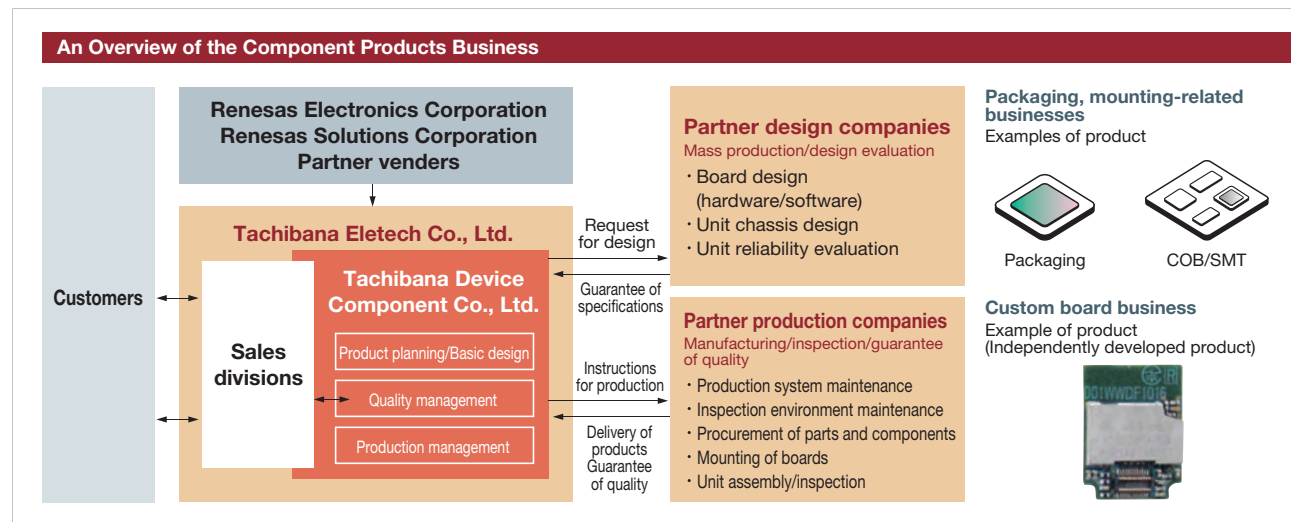 An Overview of the Component Products Business
Customers
Renesas Electronics Corporation
Renesas Solutions Corporation
Partner venders
Tachibana Eletech Co., Ltd.
Sales
divisions
Tachibana Device
Component Co., Ltd.
Product planning/Basic design
Quality management
Production management
Request
for design
Guarantee of
specifications
Instructions
for production
Delivery of
products
Guarantee
of quality
Partner design companies
Mass production/design evaluation
・Board design
(hardware/software)
・Unit chassis design
・Unit reliability evaluation
Partner production companies
Manufacturing/inspection/guarantee
of quality
・Production system maintenance
・Inspection environment maintenance
・Procurement of parts and components
・Mounting of boards
・Unit assembly/inspection
Packaging, mounting-related
businesses
Examples of product
Packaging
COB/SMT
Custom board business
Example of product
(Independently developed product)
R
001WWDF1016